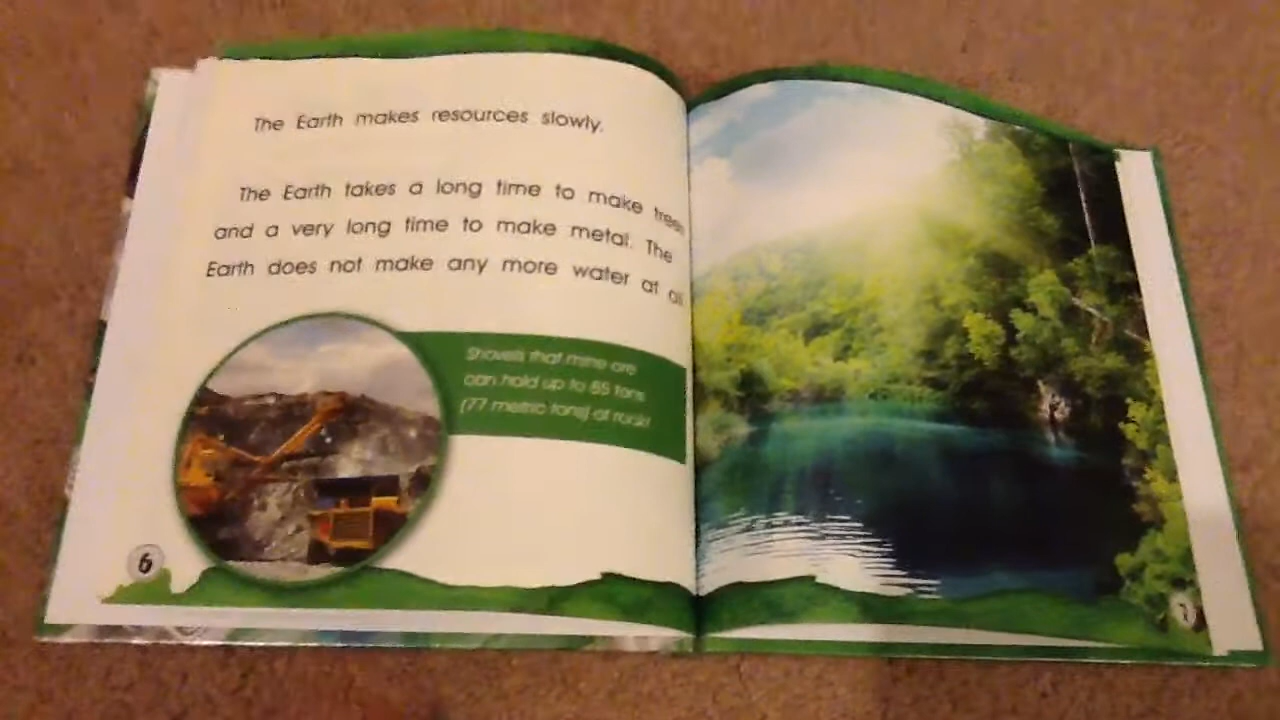 The Earth makes resources slowly.
The Earth takes a long time to make trees
and a very long time to make metal. The
Earth does not make any more water at all
Shovels that mine ore
can hold up to 85 tons
(77 metric tons) of rock!
6
7